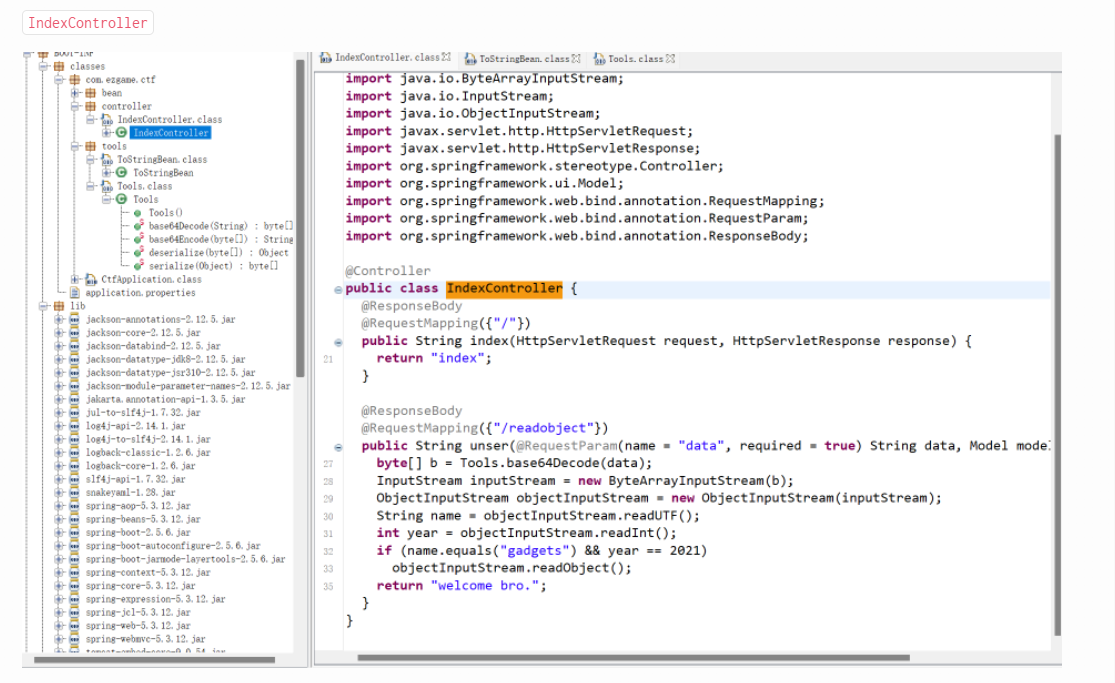 IndexController
BOOT-INF
classes
com.ezgame.ctf
bean
controller
IndexController.class
IndexController
tools
ToStringBean.class
ToStringBean
Tools.class
Tools
Tools()
base64Decode(String) : byte[]
base64Encode(byte[]) : String
deserialize(byte[]) : Object
serialize(Object) : byte[]
CtfApplication.class
application.properties
lib
jackson-annotations-2.12.5.jar
jackson-core-2.12.5.jar
jackson-databind-2.12.5.jar
jackson-datatype-jdk8-2.12.5.jar
jackson-datatype-jsr310-2.12.5.jar
jackson-module-parameter-names-2.12.5.jar
jakarta.annotation-api-1.3.5.jar
jul-to-slf4j-1.7.32.jar
log4j-api-2.14.1.jar
log4j-to-slf4j-2.14.1.jar
logback-classic-1.2.6.jar
logback-core-1.2.6.jar
slf4j-api-1.7.32.jar
snakeyaml-1.28.jar
spring-aop-5.3.12.jar
spring-beans-5.3.12.jar
spring-boot-2.5.6.jar
spring-boot-autoconfigure-2.5.6.jar
spring-boot-jarmode-layertools-2.5.6.jar
spring-context-5.3.12.jar
spring-core-5.3.12.jar
spring-expression-5.3.12.jar
spring-jcl-5.3.12.jar
spring-web-5.3.12.jar
spring-webmvc-5.3.12.jar
tomcat-embed-core-9.0.54.jar
IndexController.class ToStringBean.class Tools.class
import java.io.ByteArrayInputStream;
import java.io.InputStream;
import java.io.ObjectInputStream;
import javax.servlet.http.HttpServletRequest;
import javax.servlet.http.HttpServletResponse;
import org.springframework.stereotype.Controller;
import org.springframework.ui.Model;
import org.springframework.web.bind.annotation.RequestMapping;
import org.springframework.web.bind.annotation.RequestParam;
import org.springframework.web.bind.annotation.ResponseBody;
@Controller
public class IndexController {
@ResponseBody
@RequestMapping({"/"})
public String index(HttpServletRequest request, HttpServletResponse response) {
21 return "index";
}
@ResponseBody
@RequestMapping({"/readobject"})
public String unser(@RequestParam(name = "data", required = true) String data, Model model
27 byte[] b = Tools.base64Decode(data);
28 InputStream inputStream = new ByteArrayInputStream(b);
29 ObjectInputStream objectInputStream = new ObjectInputStream(inputStream);
30 String name = objectInputStream.readUTF();
31 int year = objectInputStream.readInt();
32 if (name.equals("gadgets") && year == 2021)
33 objectInputStream.readObject();
35 return "welcome bro.";
}
}